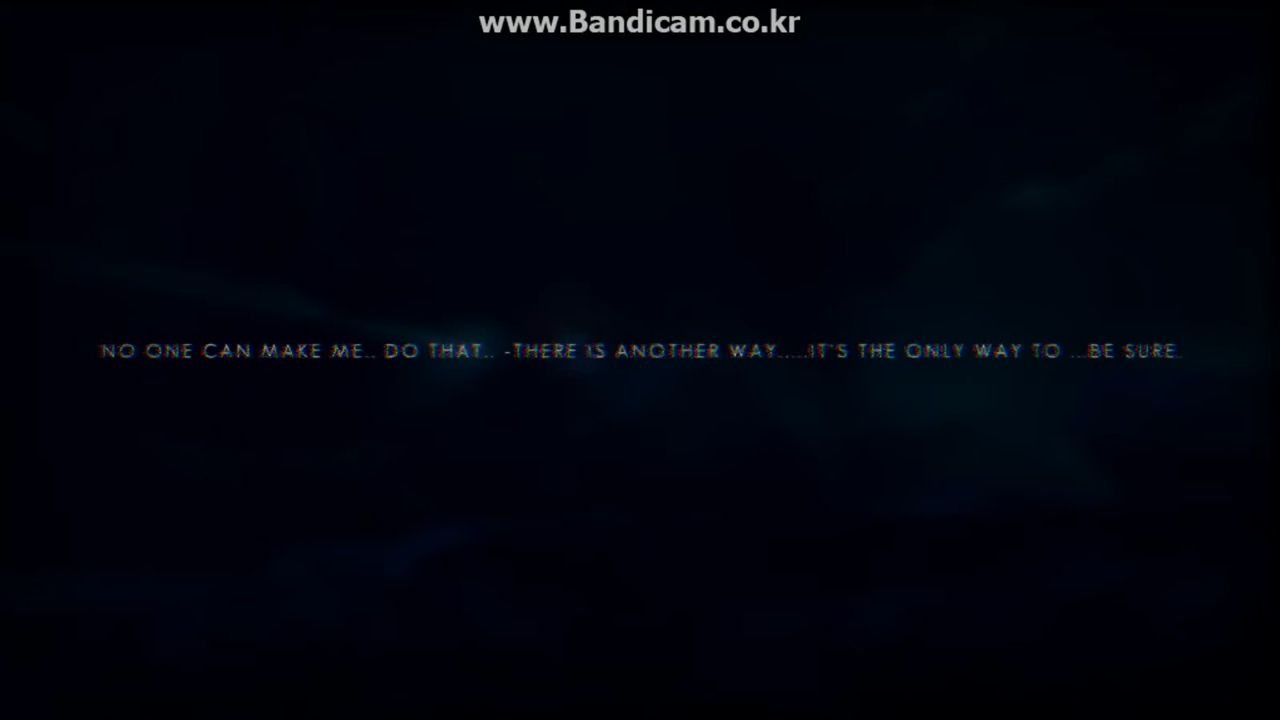 www.Bandicam.co.kr
NO ONE CAN MAKE ME.. DO THAT.. -THERE IS ANOTHER WAY.....IT'S THE ONLY WAY TO ...BE SURE.